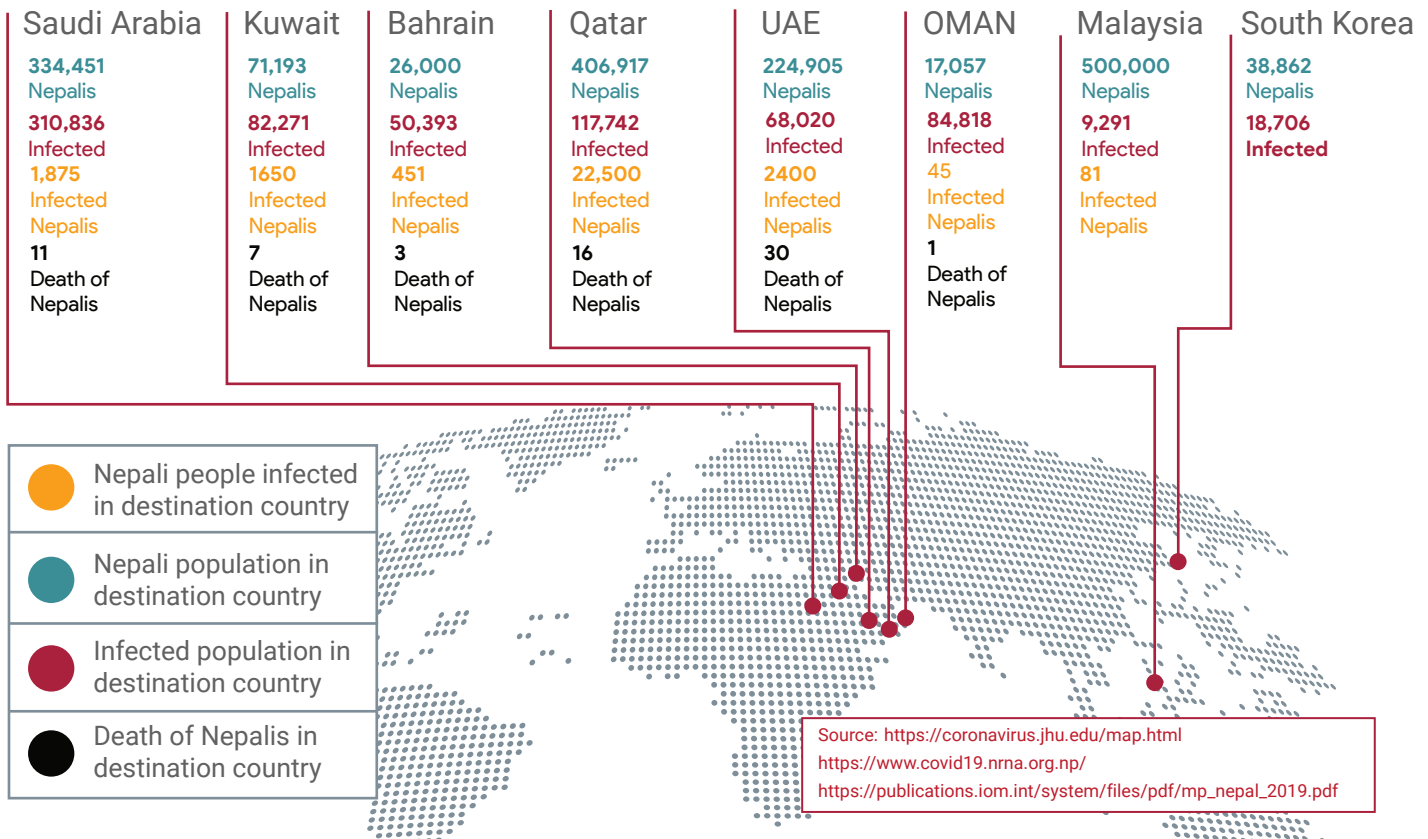 Saudi Arabia
334,451
Nepalis
310,836
Infected
1,875
Infected
Nepalis
11
Death of
Nepalis
Kuwait
71,193
Nepalis
82,271
Infected
1650
Infected
Nepalis
7
Death of
Nepalis
Bahrain
26,000
Nepalis
50,393
Infected
451
Infected
Nepalis
3
Death of
Nepalis
Qatar
406,917
Nepalis
117,742
Infected
22,500
Infected
Nepalis
16
Death of
Nepalis
UAE
224,905
Nepalis
68,020
Infected
2400
Infected
Nepalis
30
Death of
Nepalis
OMAN
17,057
Nepalis
84,818
Infected
45
Infected
Nepalis
1
Death of
Nepalis
Malaysia
500,000
Nepalis
9,291
Infected
81
Infected
Nepalis
South Korea
38,862
Nepalis
18,706
Infected
Nepali people infected
in destination country
Nepali population in
destination country
Infected population in
destination country
Death of Nepalis in
destination country
Source: https://coronavirus.jhu.edu/map.html
https://www.covid19.nrna.org.np/
https://publications.iom.int/system/files/pdf/mp_nepal_2019.pdf